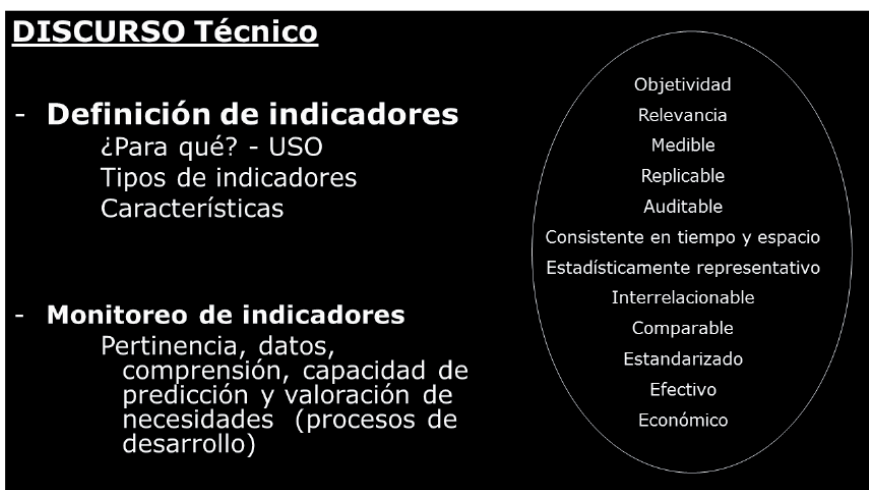 DISCURSO Técnico
- Definición de indicadores
¿Para qué? - USO
Tipos de indicadores
Características
- Monitoreo de indicadores
Pertinencia, datos,
comprensión, capacidad de
predicción y valoración de
necesidades (procesos de
desarrollo)
Objetividad
Relevancia
Medible
Replicable
Auditable
Consistente en tiempo y espacio
Estadísticamente representativo
Interrelacionable
Comparable
Estandarizado
Efectivo
Económico